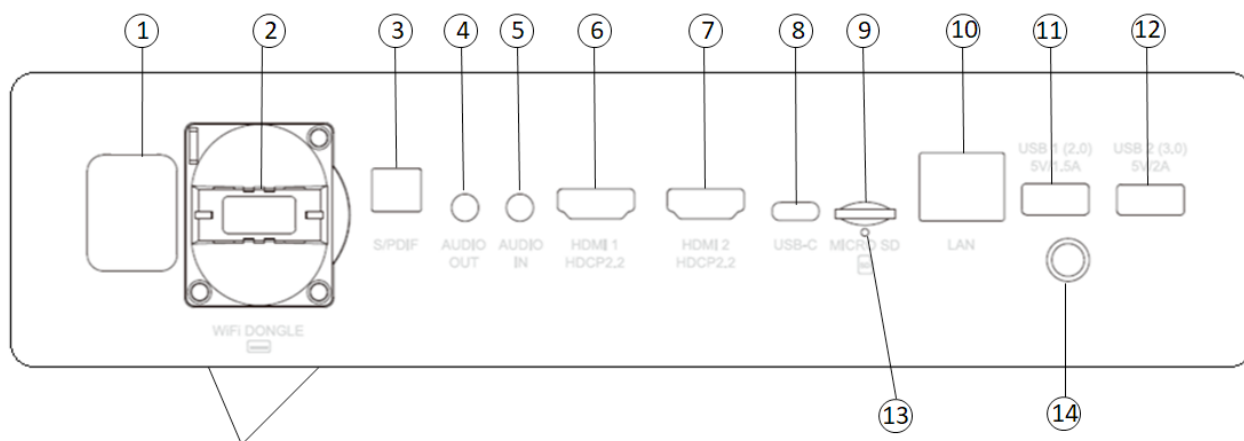 1 2 3 4 5 6 7 8 9 10 11 12
USB 1 (2.0) USB 2 (3.0)
5V/1.5A 5V/2A
S/PDIF AUDIO AUDIO HDMI 1 HDMI 2 USB-C MICRO SD LAN
OUT IN HDCP2.2 HDCP2.2
WiFi DONGLE
13 14